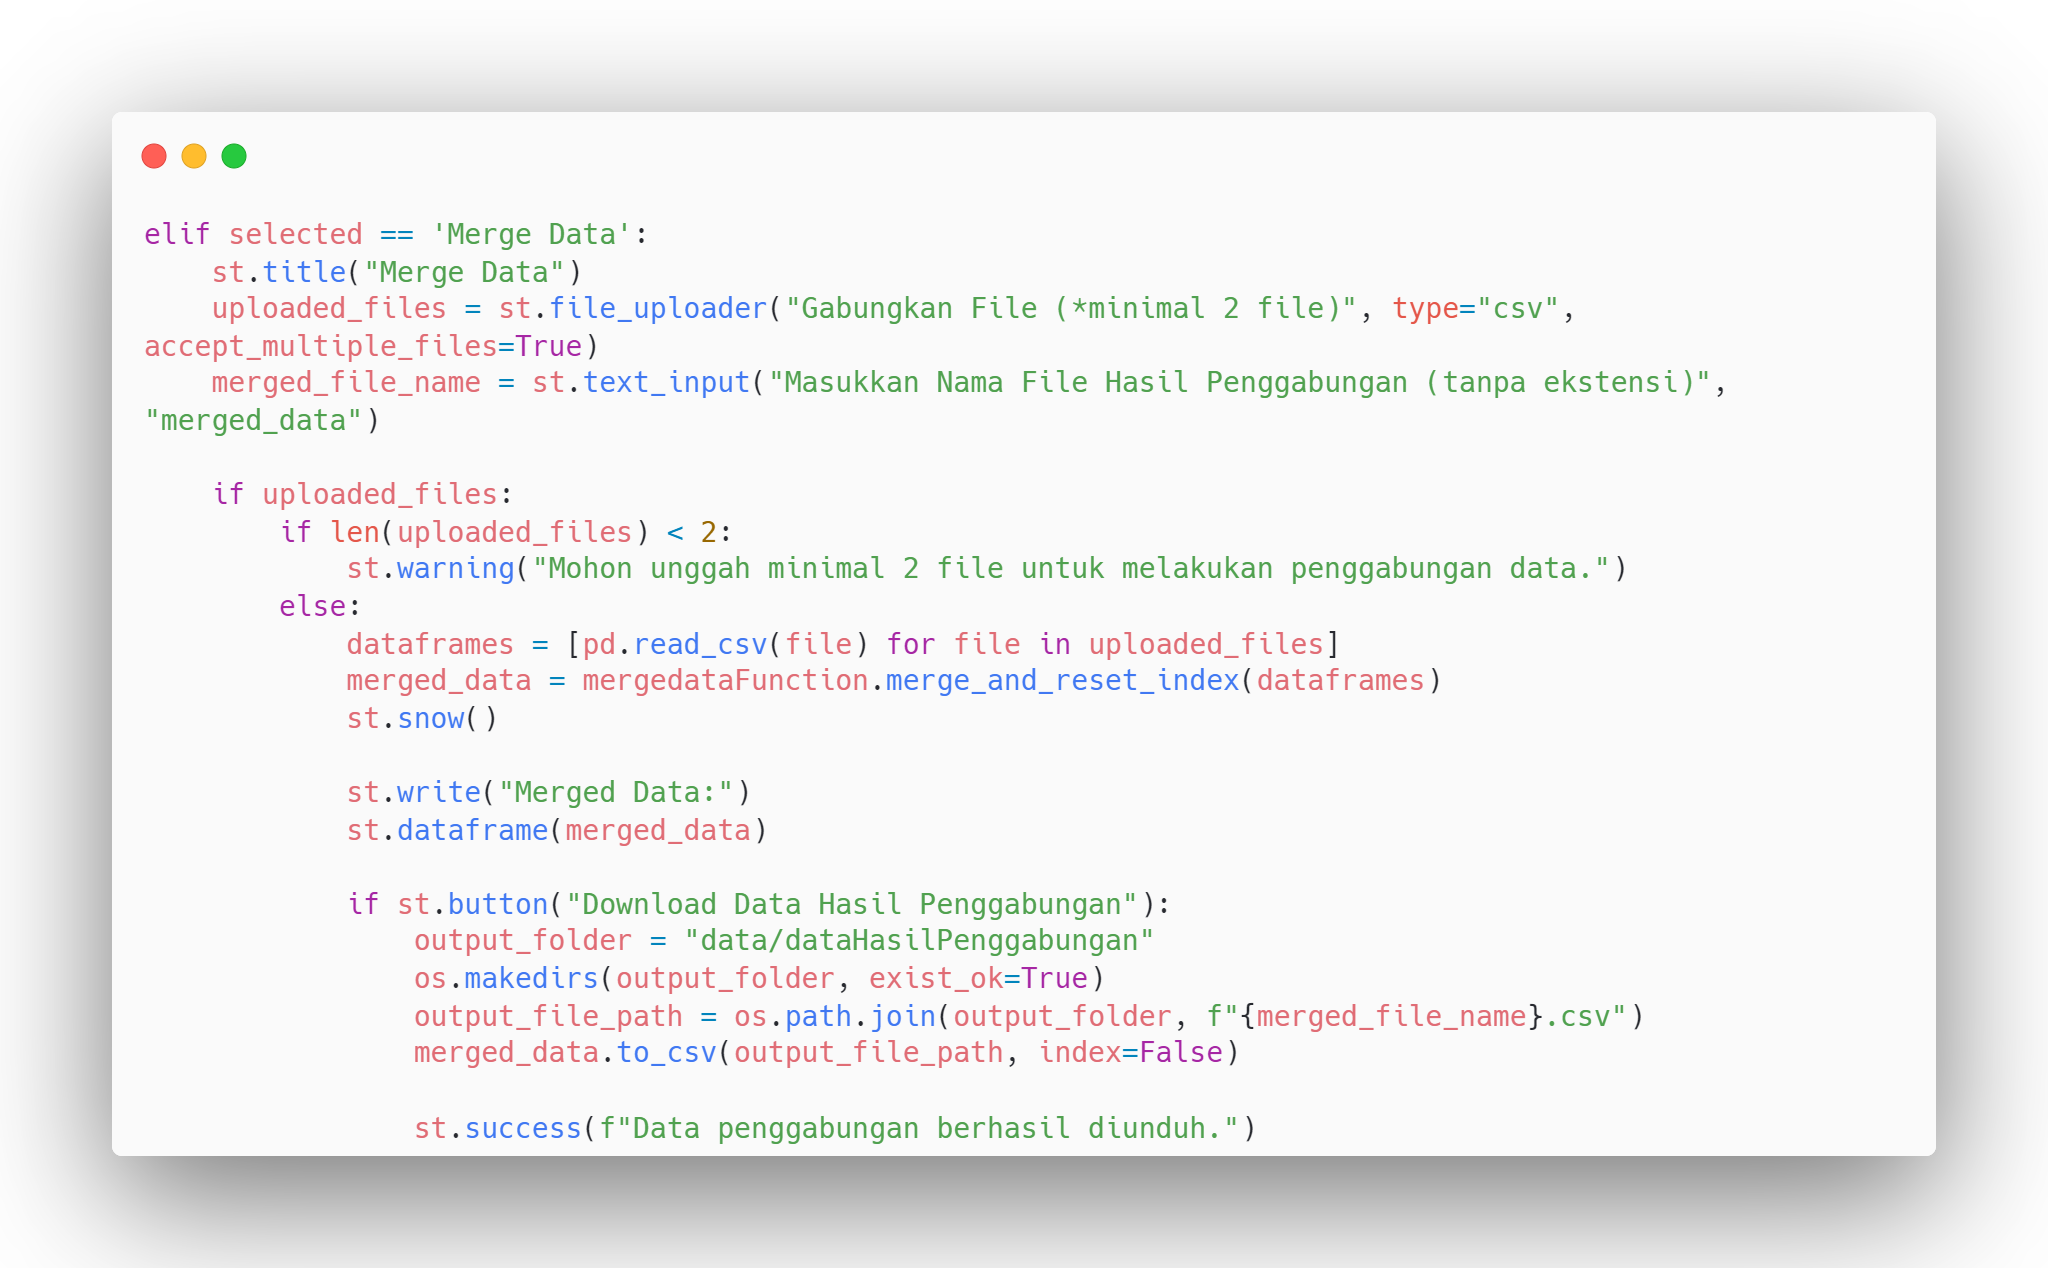 elif selected == 'Merge Data':
    st.title("Merge Data")
    uploaded_files = st.file_uploader("Gabungkan File (*minimal 2 file)", type="csv",
accept_multiple_files=True)
    merged_file_name = st.text_input("Masukkan Nama File Hasil Penggabungan (tanpa ekstensi)",
"merged_data")

    if uploaded_files:
        if len(uploaded_files) < 2:
            st.warning("Mohon unggah minimal 2 file untuk melakukan penggabungan data.")
        else:
            dataframes = [pd.read_csv(file) for file in uploaded_files]
            merged_data = mergedataFunction.merge_and_reset_index(dataframes)
            st.snow()

            st.write("Merged Data:")
            st.dataframe(merged_data)

            if st.button("Download Data Hasil Penggabungan"):
                output_folder = "data/dataHasilPenggabungan"
                os.makedirs(output_folder, exist_ok=True)
                output_file_path = os.path.join(output_folder, f"{merged_file_name}.csv")
                merged_data.to_csv(output_file_path, index=False)

                st.success(f"Data penggabungan berhasil diunduh.")